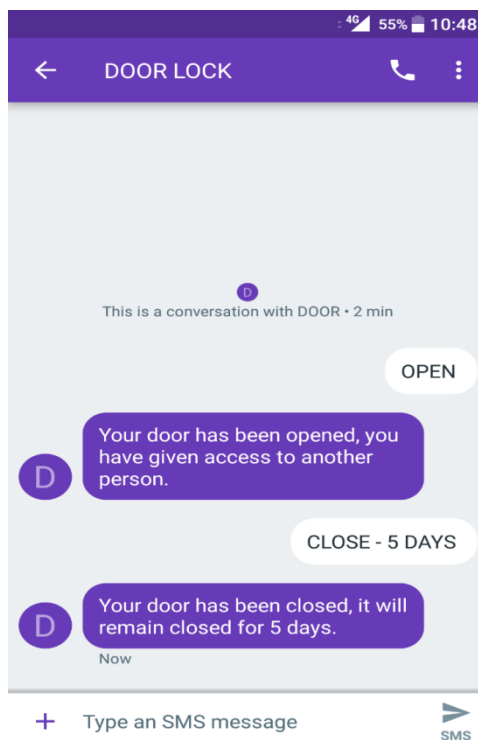 4G 55% 10:48
DOOR LOCK
D
This is a conversation with DOOR • 2 min
OPEN
Your door has been opened, you
have given access to another
person.
D
CLOSE - 5 DAYS
Your door has been closed, it will
remain closed for 5 days.
D
Now
Type an SMS message
SMS